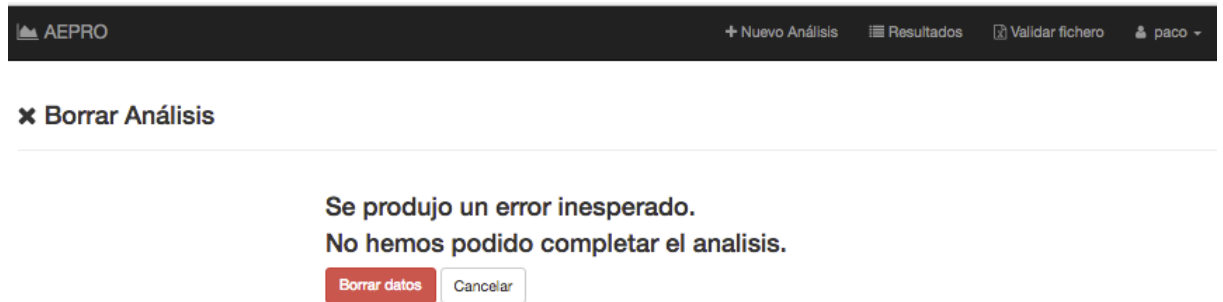 AEPRO
+ Nuevo Análisis
Resultados
Validar fichero
paco
Borrar Análisis
Se produjo un error inesperado.
No hemos podido completar el analisis.
Borrar datos
Cancelar